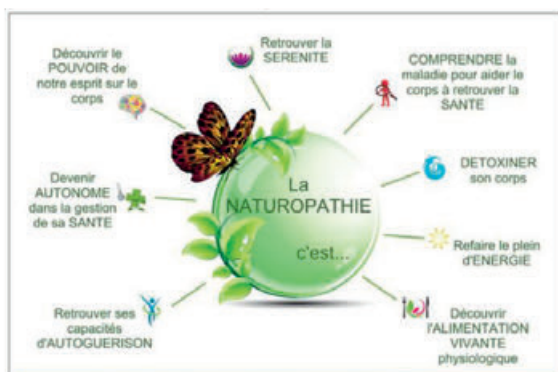 Découvrir le
POUVOIR de
notre esprit sur le
corps
Retrouver la
SERENITE
COMPRENDRE la
maladie pour aider le
corps à retrouver la
SANTE
Devenir
AUTONOME
dans la gestion
de sa SANTE
La
NATUROPATHIE
c'est...
DETOXINER
son corps
Refaire le plein
d'ENERGIE
Retrouver ses
capacités
d'AUTOGUERISON
Découvrir
l'ALIMENTATION
VIVANTE
physiologique